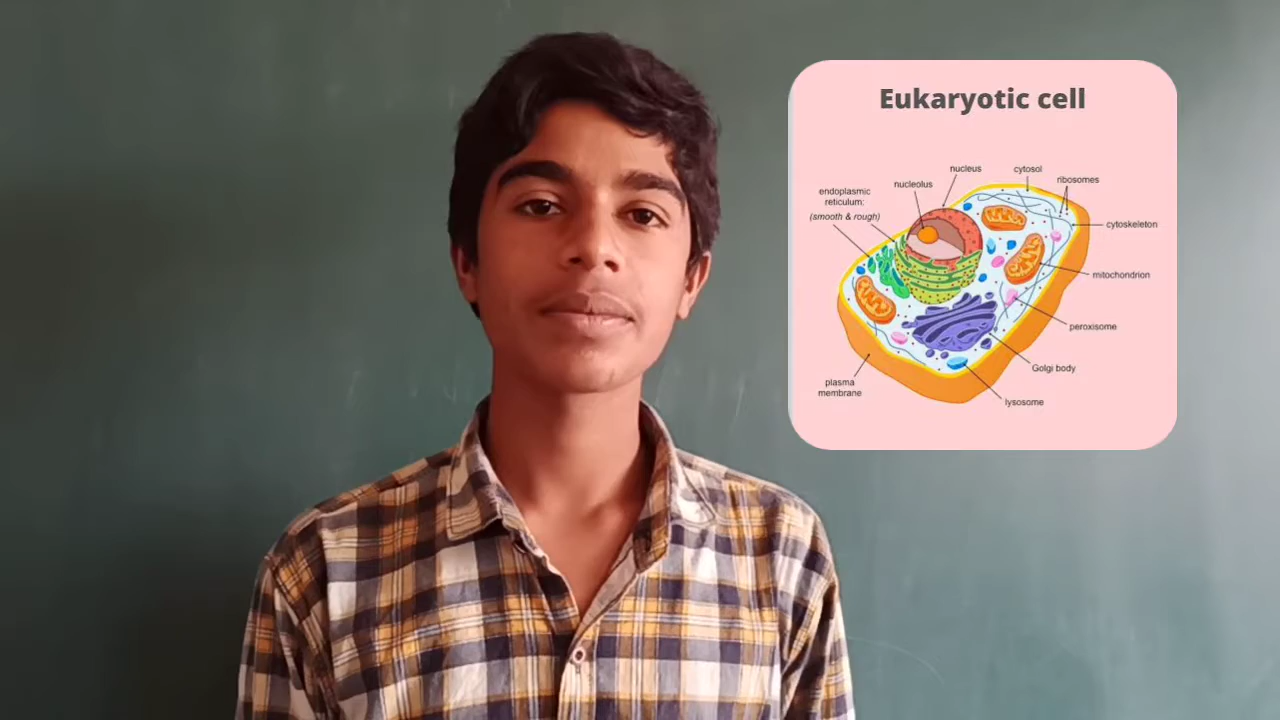 Eukaryotic cell
nucleus
cytosol
ribosomes
nucleolus
endoplasmic
reticulum:
(smooth & rough)
cytoskeleton
mitochondrion
peroxisome
Golgi body
plasma
membrane
lysosome